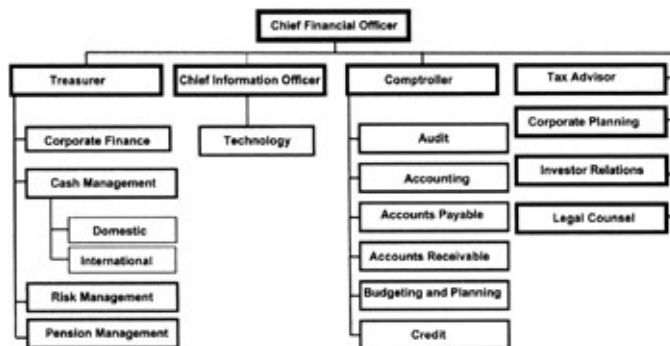 Chief Financial Officer
Treasurer
Chief Information Officer
Comptroller
Tax Advisor
Corporate Finance
Technology
Audit
Corporate Planning
Cash Management
Accounting
Investor Relations
Domestic
Accounts Payable
Legal Counsel
International
Accounts Receivable
Risk Management
Budgeting and Planning
Pension Management
Credit